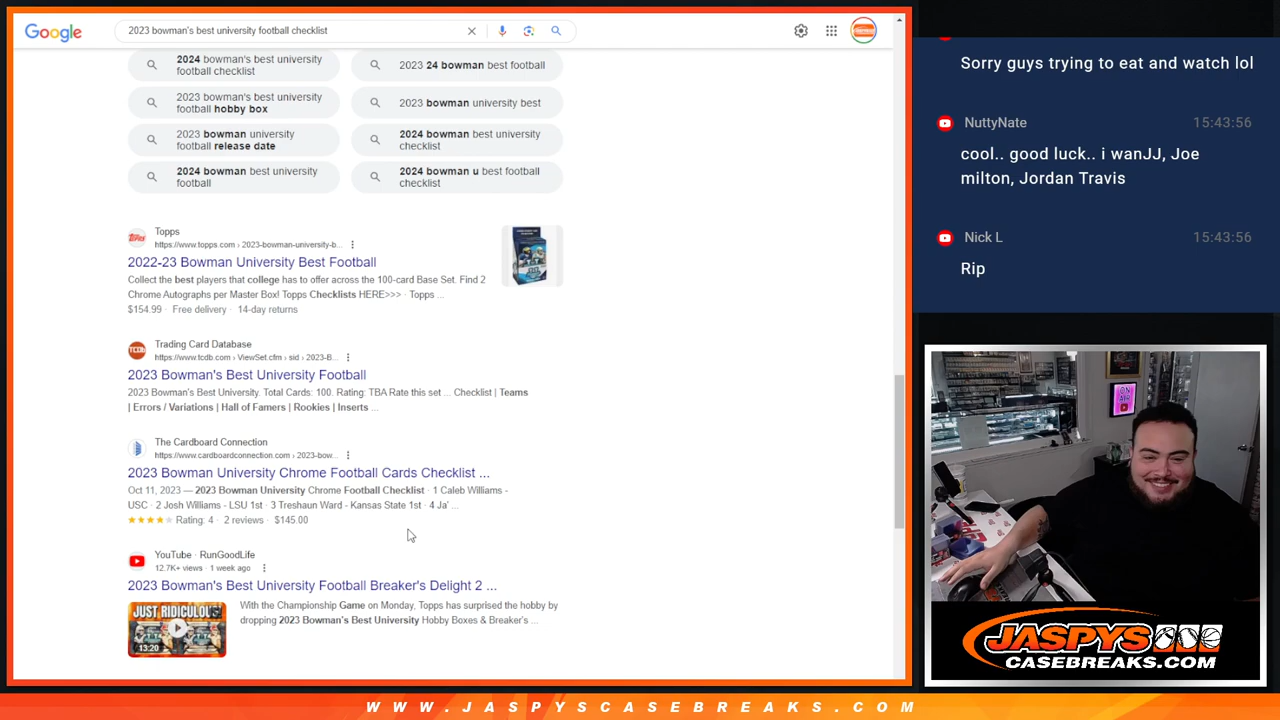 Google
2023 bowman's best university football checklist
2024 bowman's best university
football checklist
2023 24 bowman best football
2023 bowman's best university
football hobby box
2023 bowman university best
2023 bowman university
football release date
2024 bowman best university
checklist
2024 bowman best university
football
2024 bowman u best football
checklist
Topps
https://www.topps.com › 2023-bowman-university-b...
2022-23 Bowman University Best Football
Collect the best players that college has to offer across the 100-card Base Set. Find 2
Chrome Autographs per Master Box! Topps Checklists HERE>>> · Topps ...
$154.99 · Free delivery · 14-day returns
Trading Card Database
https://www.tcdb.com › ViewSet.cfm › sid › 2023-B...
2023 Bowman's Best University Football
2023 Bowman's Best University. Total Cards: 100. Rating: TBA Rate this set ... Checklist | Teams
| Errors / Variations | Hall of Famers | Rookies | Inserts ...
The Cardboard Connection
https://www.cardboardconnection.com › 2023-bow...
2023 Bowman University Chrome Football Cards Checklist ...
Oct 11, 2023 — 2023 Bowman University Chrome Football Checklist · 1 Caleb Williams -
USC · 2 Josh Williams - LSU 1st · 3 Treshaun Ward - Kansas State 1st · 4 Ja' ...
Rating: 4 · 2 reviews · $145.00
YouTube · RunGoodLife
12.7K+ views · 1 week ago
2023 Bowman's Best University Football Breaker's Delight 2 ...
JUST RIDICULOUS
13:20
With the Championship Game on Monday, Topps has surprised the hobby by
dropping 2023 Bowman's Best University Hobby Boxes & Breaker's ...
Sorry guys trying to eat and watch lol
NuttyNate 15:43:56
cool.. good luck.. i wanJJ, Joe
milton, Jordan Travis
Nick L 15:43:56
Rip
ON
AIR
JASPYS
CASEBREAKS.COM
WWW.JASPYSCASEBREAKS.COM